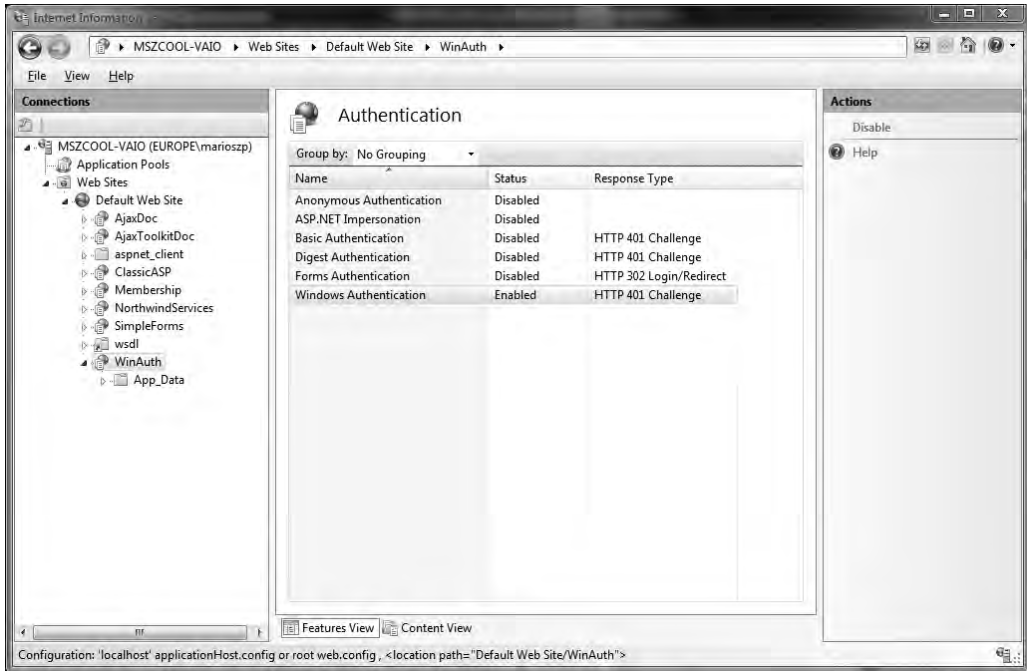 Internet Information
MSZCOOL-VAIO Web Sites Default Web Site WinAuth
File View Help
Connections
MSZCOOL-VAIO (EUROPE\marioszp)
Application Pools
Web Sites
Default Web Site
AjaxDoc
AjaxToolkitDoc
aspnet_client
ClassicASP
Membership
NorthwindServices
SimpleForms
wsdl
WinAuth
App_Data
Authentication
Group by: No Grouping
Name Status Response Type
Anonymous Authentication Disabled
ASP.NET Impersonation Disabled
Basic Authentication Disabled HTTP 401 Challenge
Digest Authentication Disabled HTTP 401 Challenge
Forms Authentication Disabled HTTP 302 Login/Redirect
Windows Authentication Enabled HTTP 401 Challenge
Features View Content View
Actions
Disable
Help
Configuration: 'localhost' applicationHost.config or root web.config , <location path="Default Web Site/WinAuth">